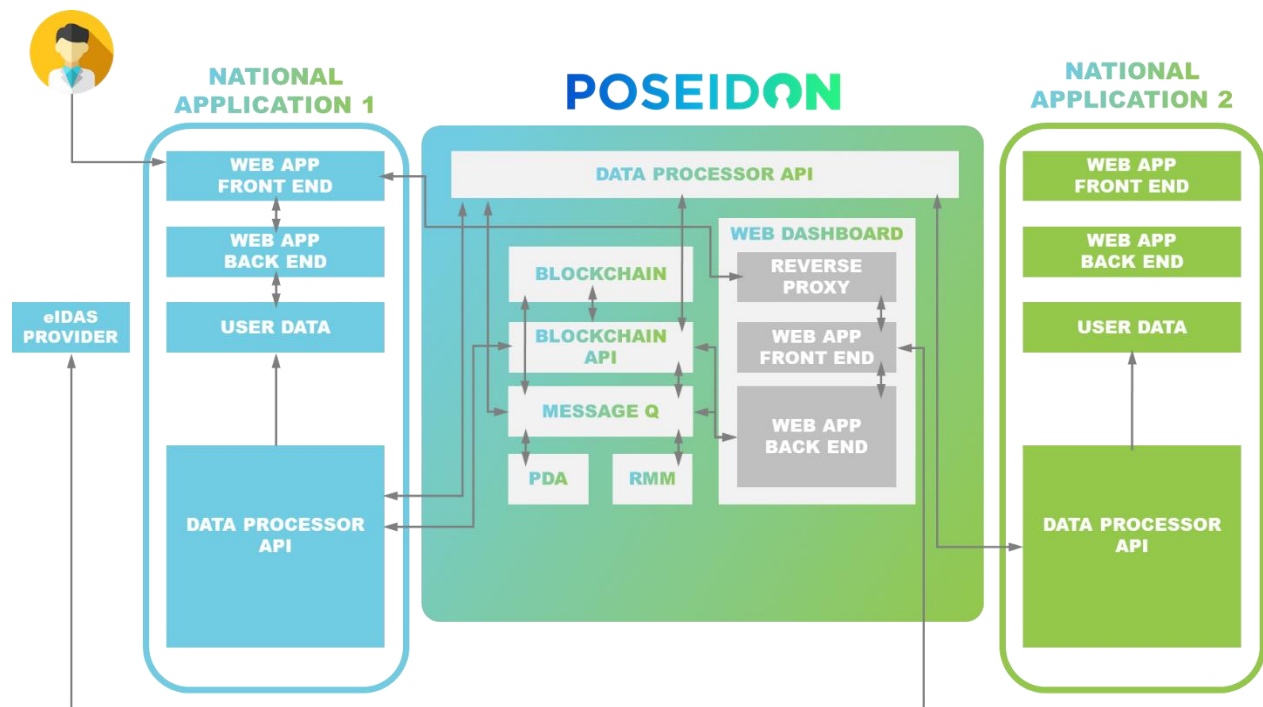 NATIONAL
APPLICATION 1
POSEIDON
NATIONAL
APPLICATION 2
WEB APP
FRONT END
WEB APP
BACK END
USER DATA
eIDAS
PROVIDER
DATA PROCESSOR
API
DATA PROCESSOR API
BLOCKCHAIN
BLOCKCHAIN
API
MESSAGE Q
PDA
RMM
WEB DASHBOARD
REVERSE
PROXY
WEB APP
FRONT END
WEB APP
BACK END
WEB APP
FRONT END
WEB APP
BACK END
USER DATA
DATA PROCESSOR
API